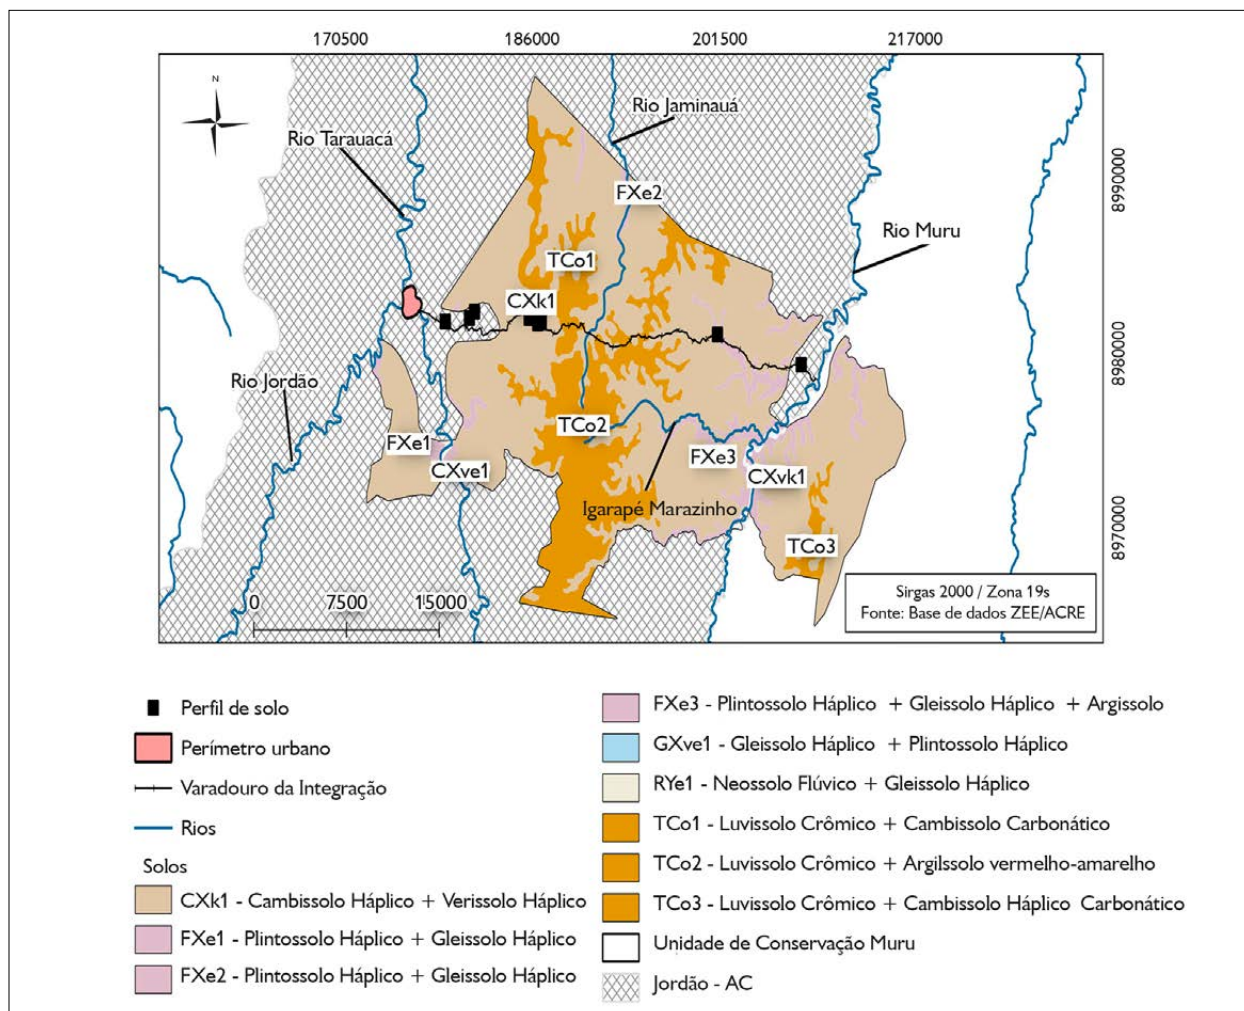 170500
186000
201500
217000
N
Rio Jaminauá
Rio Tarauacá
8990000
FXe2
Rio Muru
TCo1
CXk1
8980000
Rio Jordão
TCo2
FXe1
FXe3
CXve1
CXvk1
Igarapé Marazinho
8970000
TCo3
0
7500
15000
Sirgas 2000 / Zona 19s
Fonte: Base de dados ZEE/ACRE
Perfil de solo
Perímetro urbano
Varadouro da Integração
Rios
Solos
CXk1 - Cambissolo Háplico + Verissolo Háplico
FXe1 - Plintossolo Háplico + Gleissolo Háplico
FXe2 - Plintossolo Háplico + Gleissolo Háplico
FXe3 - Plintossolo Háplico + Gleissolo Háplico + Argissolo
GXve1 - Gleissolo Háplico + Plintossolo Háplico
RYe1 - Neossolo Flúvico + Gleissolo Háplico
TCo1 - Luvissolo Crômico + Cambissolo Carbonático
TCo2 - Luvissolo Crômico + Argilssolo vermelho-amarelho
TCo3 - Luvissolo Crômico + Cambissolo Háplico Carbonático
Unidade de Conservação Muru
Jordão - AC